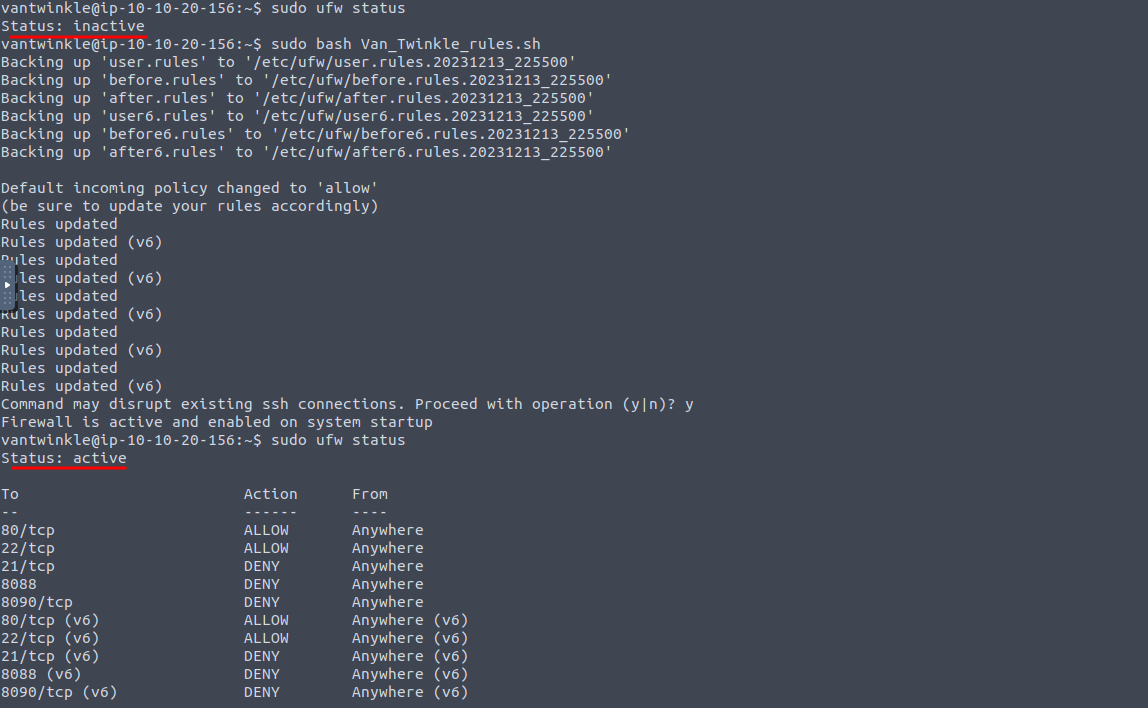 vantwinkle@ip-10-10-20-156:~$ sudo ufw status
Status: inactive
vantwinkle@ip-10-10-20-156:~$ sudo bash Van_Twinkle_rules.sh
Backing up 'user.rules' to '/etc/ufw/user.rules.20231213_225500'
Backing up 'before.rules' to '/etc/ufw/before.rules.20231213_225500'
Backing up 'after.rules' to '/etc/ufw/after.rules.20231213_225500'
Backing up 'user6.rules' to '/etc/ufw/user6.rules.20231213_225500'
Backing up 'before6.rules' to '/etc/ufw/before6.rules.20231213_225500'
Backing up 'after6.rules' to '/etc/ufw/after6.rules.20231213_225500'
Default incoming policy changed to 'allow'
(be sure to update your rules accordingly)
Rules updated
Rules updated (v6)
Rules updated
Rules updated (v6)
Rules updated
Rules updated (v6)
Rules updated
Rules updated (v6)
Rules updated
Rules updated (v6)
Command may disrupt existing ssh connections. Proceed with operation (y|n)? y
Firewall is active and enabled on system startup
vantwinkle@ip-10-10-20-156:~$ sudo ufw status
Status: active
To Action From
-- ------ ----
80/tcp ALLOW Anywhere
22/tcp ALLOW Anywhere
21/tcp DENY Anywhere
8088 DENY Anywhere
8090/tcp DENY Anywhere
80/tcp (v6) ALLOW Anywhere (v6)
22/tcp (v6) ALLOW Anywhere (v6)
21/tcp (v6) DENY Anywhere (v6)
8088 (v6) DENY Anywhere (v6)
8090/tcp (v6) DENY Anywhere (v6)